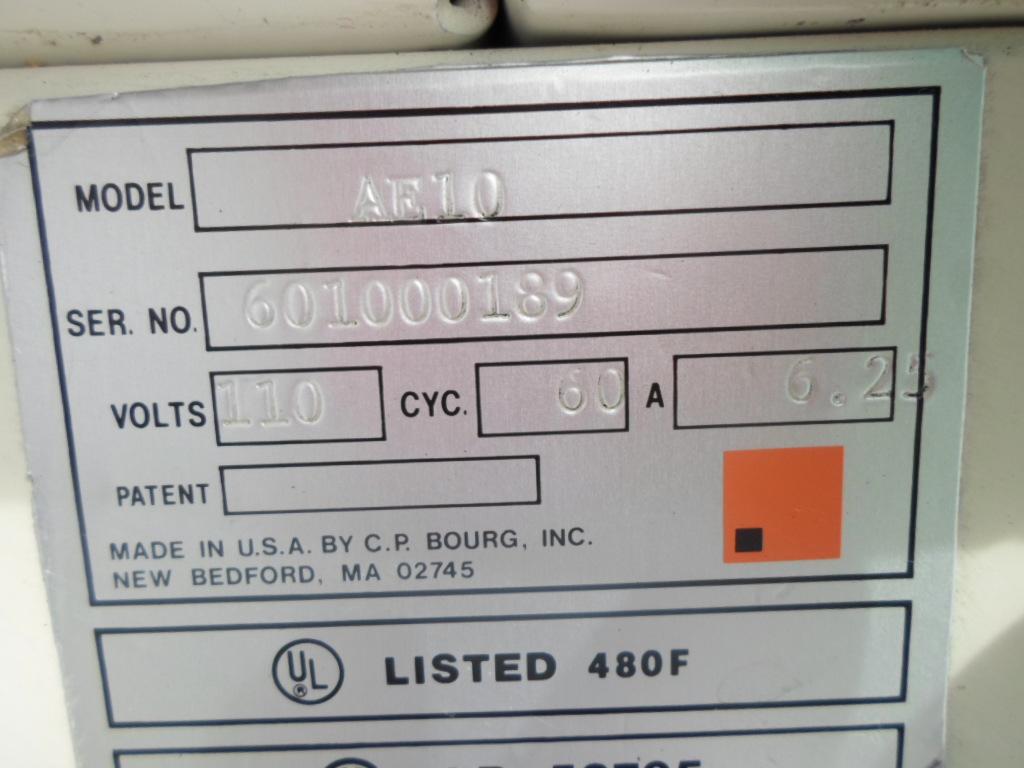 MODEL AE10
SER. NO. 601000189
VOLTS 110 CYC. 60 A 6.25
PATENT
MADE IN U.S.A. BY C.P. BOURG, INC.
NEW BEDFORD, MA 02745
UL ® LISTED 480F